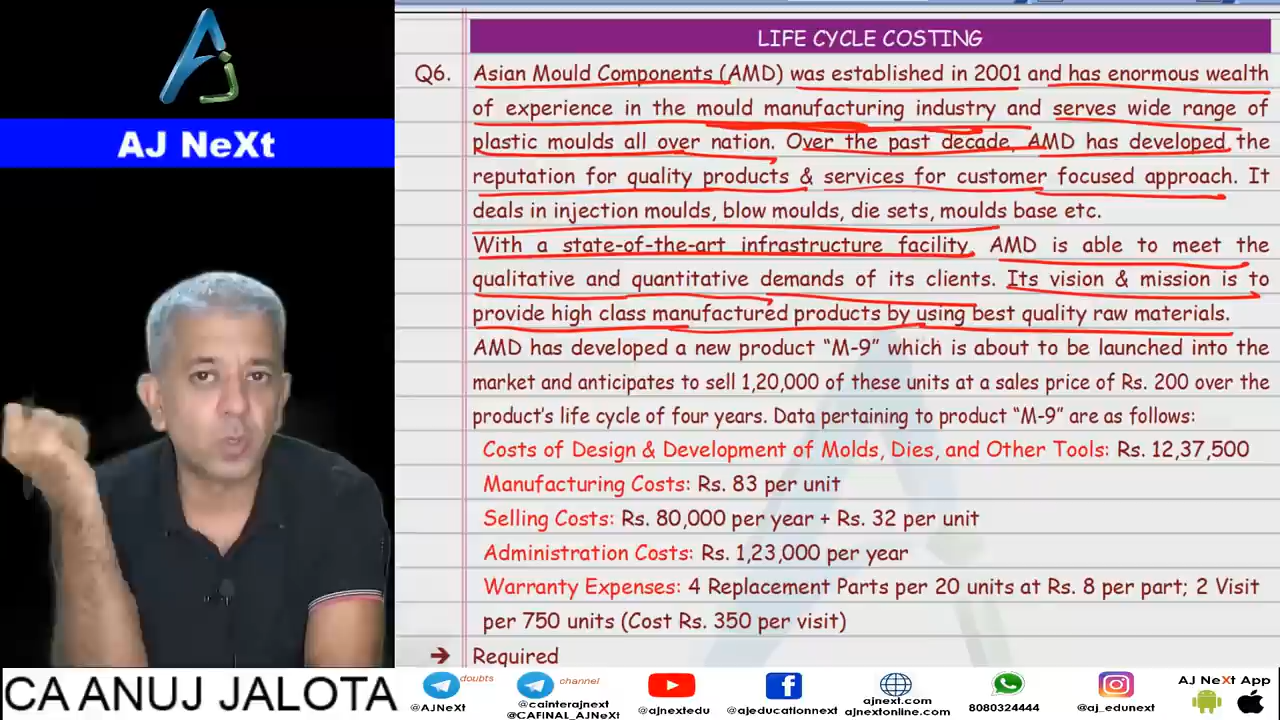 LIFE CYCLE COSTING
Q6. Asian Mould Components (AMD) was established in 2001 and has enormous wealth
of experience in the mould manufacturing industry and serves wide range of
plastic moulds all over nation. Over the past decade, AMD has developed the
reputation for quality products & services for customer focused approach. It
deals in injection moulds, blow moulds, die sets, moulds base etc.
With a state-of-the-art infrastructure facility, AMD is able to meet the
qualitative and quantitative demands of its clients. Its vision & mission is to
provide high class manufactured products by using best quality raw materials.
AMD has developed a new product “M-9” which is about to be launched into the
market and anticipates to sell 1,20,000 of these units at a sales price of Rs. 200 over the
product's life cycle of four years. Data pertaining to product “M-9” are as follows:
Costs of Design & Development of Molds, Dies, and Other Tools: Rs. 12,37,500
Manufacturing Costs: Rs. 83 per unit
Selling Costs: Rs. 80,000 per year + Rs. 32 per unit
Administration Costs: Rs. 1,23,000 per year
Warranty Expenses: 4 Replacement Parts per 20 units at Rs. 8 per part; 2 Visit
per 750 units (Cost Rs. 350 per visit)
→ Required
AJ
AJ NeXt
CA ANUJ JALOTA
doubts
@AJNeXt
channel
@cainterajnext
@CAFINAL_AJNeXt
@ajnextedu
@ajeducationnext
ajnext.com
ajnextonline.com
8080324444
@aj_edunext
AJ NeXt App